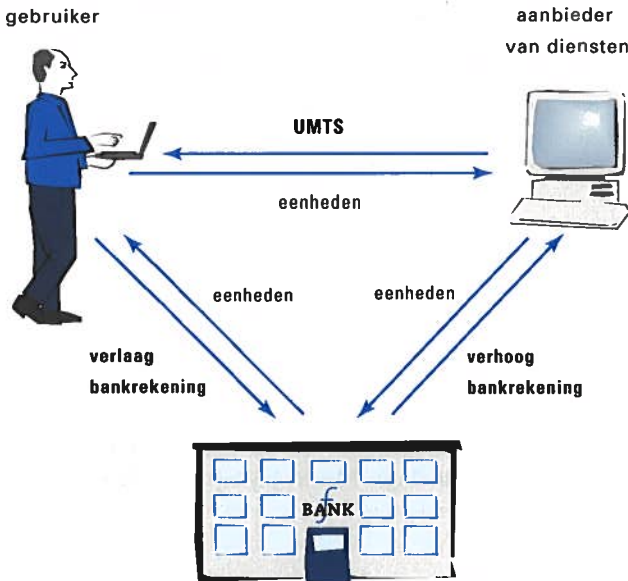 gebruiker
aanbieder
van diensten
UMTS
eenheden
eenheden
eenheden
verlaag
bankrekening
verhoog
bankrekening
f
BANK